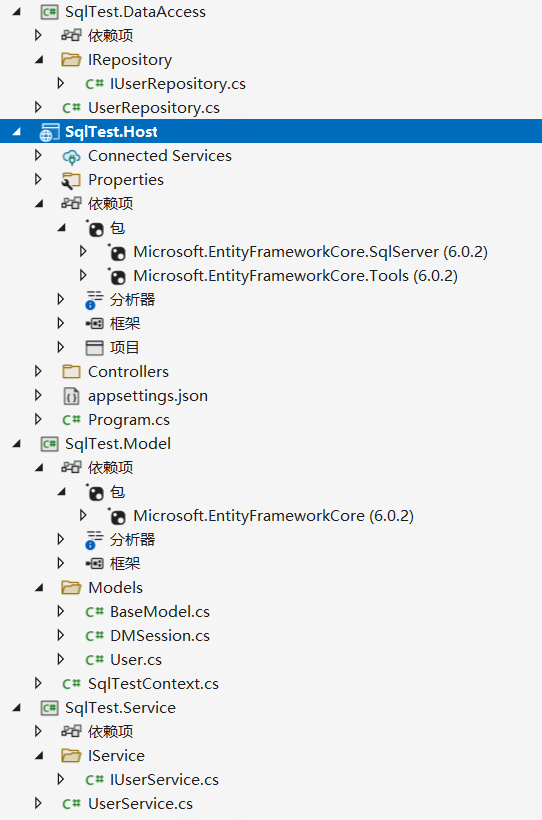 SqlTest.DataAccess
依赖项
IRepository
C# IUserRepository.cs
C# UserRepository.cs
SqlTest.Host
Connected Services
Properties
依赖项
包
Microsoft.EntityFrameworkCore.SqlServer (6.0.2)
Microsoft.EntityFrameworkCore.Tools (6.0.2)
分析器
框架
项目
Controllers
appsettings.json
C# Program.cs
SqlTest.Model
依赖项
包
Microsoft.EntityFrameworkCore (6.0.2)
分析器
框架
Models
C# BaseModel.cs
C# DMSession.cs
C# User.cs
C# SqlTestContext.cs
SqlTest.Service
依赖项
IService
C# IUserService.cs
C# UserService.cs